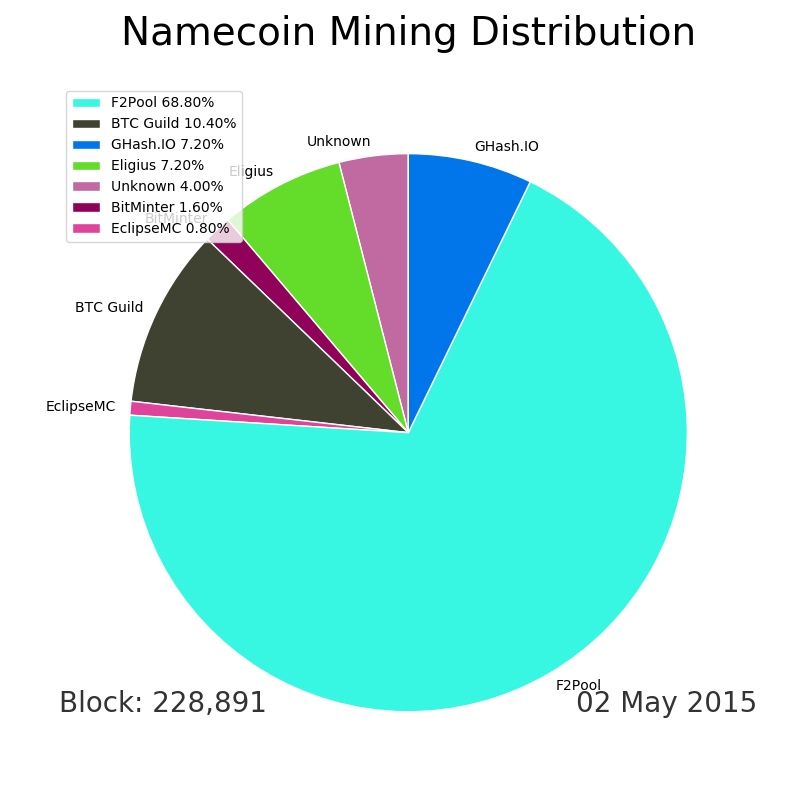 Namecoin Mining Distribution
F2Pool 68.80%
BTC Guild 10.40%
GHash.IO 7.20%
Eligius 7.20%
Unknown 4.00%
BitMinter 1.60%
EclipseMC 0.80%
Unknown
GHash.IO
Eligius
BitMinter
BTC Guild
EclipseMC
F2Pool
Block: 228,891
02 May 2015